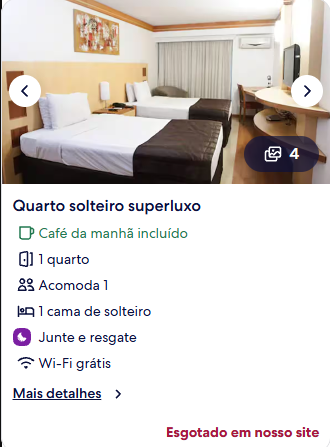 4
Quarto solteiro superluxo
Café da manhã incluído
1 quarto
Acomoda 1
1 cama de solteiro
Junte e resgate
Wi-Fi grátis
Mais detalhes
Esgotado em nosso site